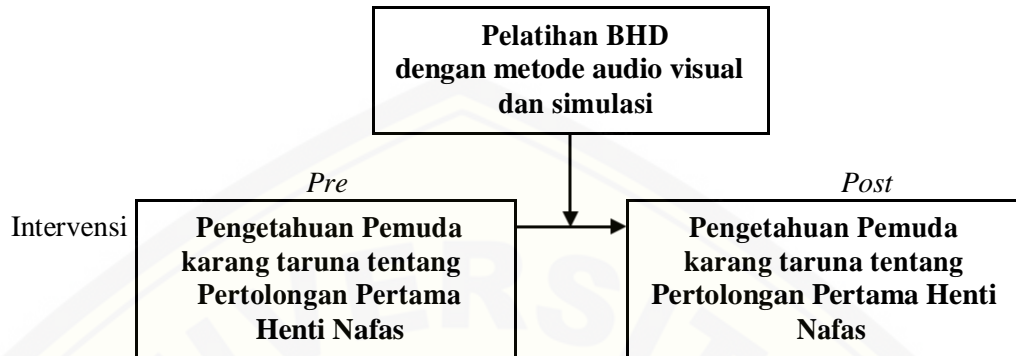 Pelatihan BHD
dengan metode audio visual
dan simulasi
Pre
Post
Intervensi
Pengetahuan Pemuda
karang taruna tentang
Pertolongan Pertama
Henti Nafas
Pengetahuan Pemuda
karang taruna tentang
Pertolongan Pertama Henti
Nafas